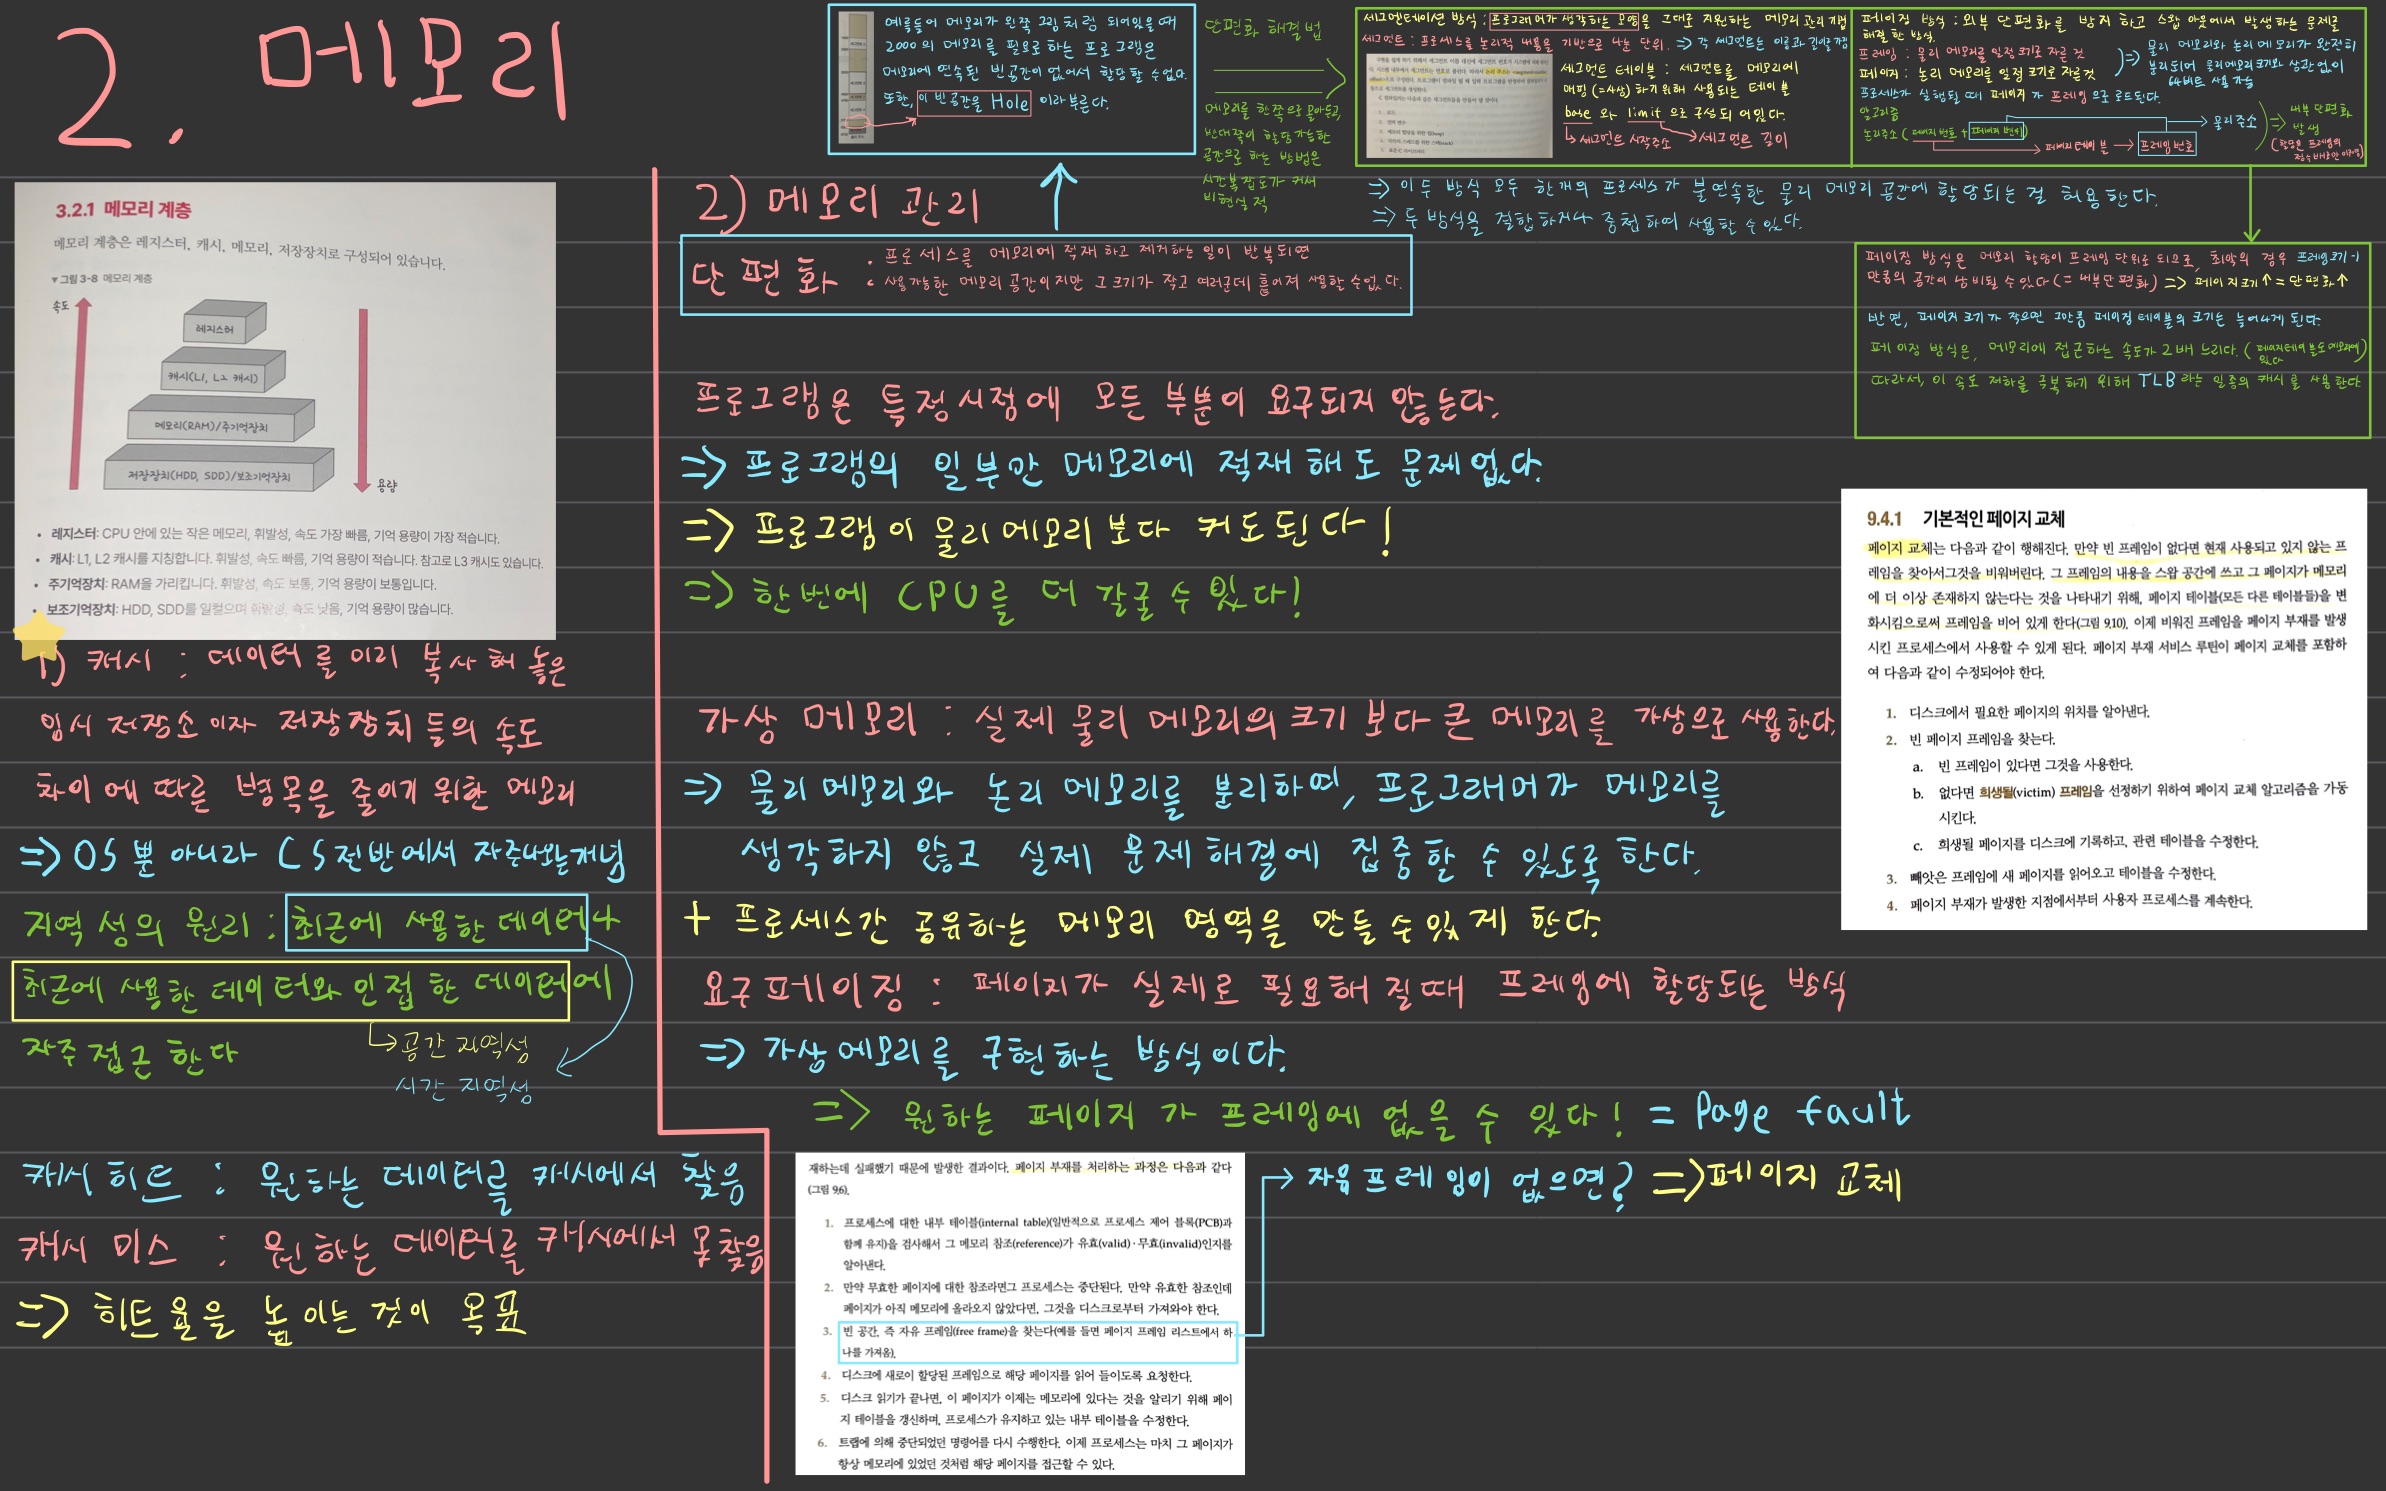 2. 메모리
3.2.1 메모리 계층
메모리 계층은 레지스터, 캐시, 메모리, 저장장치로 구성되어 있습니다.
▼ 그림 3-8 메모리 계층
속도
레지스터
캐시(L1, L2 캐시)
메모리(RAM)/주기억장치
저장장치(HDD, SDD)/보조기억장치
용량
• 레지스터: CPU 안에 있는 작은 메모리, 휘발성, 속도 가장 빠름, 기억 용량이 가장 적습니다.
• 캐시: L1, L2 캐시를 지칭합니다. 휘발성, 속도 빠름, 기억 용량이 적습니다. 참고로 L3 캐시도 있습니다.
• 주기억장치: RAM을 가리킵니다. 휘발성, 속도 보통, 기억 용량이 보통입니다.
• 보조기억장치: HDD, SDD를 일컬으며 휘발성, 속도 낮음, 기억 용량이 많습니다.
1) 캐시 : 데이터를 미리 복사해 놓은
임시 저장소이자 저장장치들의 속도
차이에 따른 병목을 줄이기 위한 메모리
=> OS 뿐 아니라 CS전반에서 자주나오는개념
지역성의 원리 : 최근에 사용한 데이터나
최근에 사용한 데이터와 인접한 데이터에
자주접근 한다
공간 지역성
시간 지역성
캐시 히트 : 원하는 데이터를 캐시에서 찾음
캐시 미스 : 원하는 데이터를 캐시에서 못찾음
=> 히트율을 높이는 것이 목표
예를들어 메모리가 왼쪽 그림처럼 되어있을 때
2000의 메모리를 필요로 하는 프로그램은
메모리에 연속된 빈공간이 없어서 할당할 수없다.
또한, 이 빈공간을 Hole 이라부른다.
단편화 해결법
메모리를 한쪽으로 몰아두고,
반대쪽이 할당가능한
공간으로 하는 방법은
시간복잡도가 커서
비현실적
세그멘테이션 방식 : 프로그래머가 생각하는 모양을 그대로 지원하는 메모리 관리기법
세그먼트 : 프로세스를 논리적 내용을 기반으로 나눈 단위. => 각 세그먼트는 이름과 길이를 가짐
세그먼트 테이블 : 세그먼트를 메모리에
매핑(=사상)하기 위해 사용되는 테이블
base 와 limit 으로 구성되어있다.
세그먼트 시작주소 세그먼트 길이
페이징 방식 : 외부 단편화를 방지하고 스왑 아웃에서 발생하는 문제를
해결한 방식.
프레임 : 물리 메모리를 일정 크기로 자른 것
페이지 : 논리 메모리를 일정 크기로 자른것
=> 물리 메모리와 논리메모리가 완전히
분리되어 물리메모리크기와 상관없이
64비트 사용가능
프로세스가 실행될 때 페이지가 프레임으로 로드된다.
알고리즘
논리주소 ( 페이지 번호 + 페이지 변위 ) 물리주소
페이지 테이블 → 프레임번호
=> 내부단편화
발생
=> 이 두 방식 모두 한개의 프로세스가 불연속한 물리 메모리 공간에 할당되는 걸 허용한다.
=> 두 방식을 결합하거나 중첩하여 사용할 수 있다.
페이징 방식은 메모리 할당이 프레임 단위로 되므로, 최악의 경우 프레임크기-1
만큼의 공간이 낭비될 수있다 (= 내부단편화) => 페이지크기↑ = 단편화↑
반면, 페이지 크기가 작으면 그만큼 페이징 테이블의 크기는 늘어나게 된다.
페이징 방식은, 메모리에 접근하는 속도가 2배 느리다. ( 페이지테이블도 메모리에
있다 )
따라서, 이 속도 저하를 극복하기 위해 TLB 라는 일종의 캐시를 사용한다
2) 메모리 관리
단편화 : 프로세스를 메모리에 적재하고 제거하는 일이 반복되면
사용가능한 메모리 공간이지만 그크기가 작고 여러군데 흩어져 사용할수없다.
프로그램은 특정시점에 모든 부분이 요구되지 않는다.
=> 프로그램의 일부만 메모리에 적재해도 문제없다.
=> 프로그램이 물리메모리보다 커도된다!
=> 한번에 CPU를 더 갈굴수 있다!
가상 메모리 : 실제 물리 메모리의 크기 보다 큰 메모리를 가상으로 사용한다.
=> 물리 메모리와 논리 메모리를 분리하여, 프로그래머가 메모리를
생각하지 않고 실제 문제 해결에 집중할 수 있도록 한다.
+ 프로세스간 공유하는 메모리 영역을 만들수있게 한다.
요구페이징 : 페이지가 실제로 필요해 질때 프레임에 할당되는 방식
=> 가상메모리를 구현하는 방식이다.
=> 원하는 페이지가 프레임에 없을 수 있다! = Page fault
자유 프레임이 없으면? => 페이지 교체
재하는데 실패했기 때문에 발생한 결과이다. 페이지 부재를 처리하는 과정은 다음과 같다
(그림 9.6).
1. 프로세스에 대한 내부 테이블(internal table)(일반적으로 프로세스 제어 블록(PCB)과
함께 유지)을 검사해서 그 메모리 참조(reference)가 유효(valid)·무효(invalid)인지를
알아낸다.
2. 만약 무효한 페이지에 대한 참조라면그 프로세스는 중단된다. 만약 유효한 참조인데
페이지가 아직 메모리에 올라오지 않았다면, 그것을 디스크로부터 가져와야 한다.
3. 빈 공간, 즉 자유 프레임(free frame)을 찾는다(예를 들면 페이지 프레임 리스트에서 하
나를 가져옴).
4. 디스크에 새로이 할당된 프레임으로 해당 페이지를 읽어 들이도록 요청한다.
5. 디스크 읽기가 끝나면, 이 페이지가 이제는 메모리에 있다는 것을 알리기 위해 페이
지 테이블을 갱신하며, 프로세스가 유지하고 있는 내부 테이블을 수정한다.
6. 트랩에 의해 중단되었던 명령어를 다시 수행한다. 이제 프로세스는 마치 그 페이지가
항상 메모리에 있었던 것처럼 해당 페이지를 접근할 수 있다.
9.4.1 기본적인 페이지 교체
페이지 교체는 다음과 같이 행해진다. 만약 빈 프레임이 없다면 현재 사용되고 있지 않는 프
레임을 찾아서그것을 비워버린다. 그 프레임의 내용을 스왑 공간에 쓰고 그 페이지가 메모리
에 더 이상 존재하지 않는다는 것을 나타내기 위해, 페이지 테이블(모든 다른 테이블들)을 변
화시킴으로써 프레임을 비어 있게 한다(그림 9.10). 이제 비워진 프레임을 페이지 부재를 발생
시킨 프로세스에서 사용할 수 있게 된다. 페이지 부재 서비스 루틴이 페이지 교체를 포함하
여 다음과 같이 수정되어야 한다.
1. 디스크에서 필요한 페이지의 위치를 알아낸다.
2. 빈 페이지 프레임을 찾는다.
a. 빈 프레임이 있다면 그것을 사용한다.
b. 없다면 희생될(victim) 프레임을 선정하기 위하여 페이지 교체 알고리즘을 가동
시킨다.
c. 희생될 페이지를 디스크에 기록하고, 관련 테이블을 수정한다.
3. 빼앗은 프레임에 새 페이지를 읽어오고 테이블을 수정한다.
4. 페이지 부재가 발생한 지점에서부터 사용자 프로세스를 계속한다.